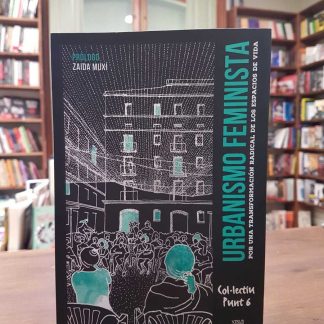 PRÓLOGO
ZAIDA MUXÍ
URBANISMO FEMINISTA
POR UNA TRANSFORMACIÓN RADICAL DE LOS ESPACIOS DE VIDA
Col·lectiu
Punt 6